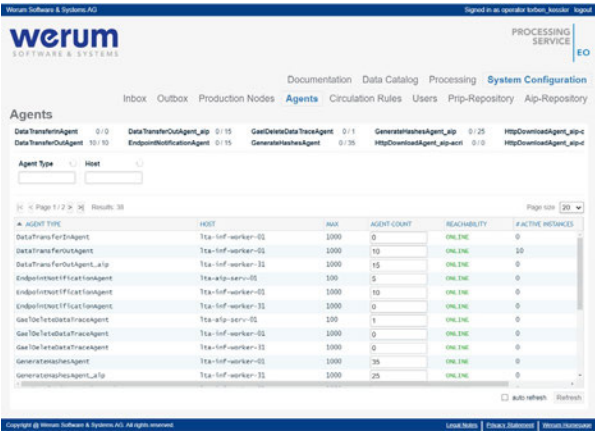 Werum Software & Systems AG Signed in as operator torben_kessler logout
werum
SOFTWARE & SYSTEMS
PROCESSING
SERVICE
EO
Documentation Data Catalog Processing System Configuration
Inbox Outbox Production Nodes Agents Circulation Rules Users Prip-Repository Aip-Repository
Agents
DataTransferInAgent 0 / 0 DataTransferOutAgent_aip 0 / 15 GaelDeleteDataTraceAgent 0 / 1 GenerateHashesAgent_aip 0 / 25 HttpDownloadAgent_aip-c
DataTransferOutAgent 10 / 10 EndpointNotificationAgent 0 / 15 GenerateHashesAgent 0 / 35 HttpDownloadAgent_aip-acri 0 / 0 HttpDownloadAgent_aip-c
Agent Type Host
|< < Page 1 / 2 > >| Results: 38 Page size 20
AGENT TYPE HOST MAX AGENT COUNT REACHABILITY # ACTIVE INSTANCES
DataTransferInAgent lta-inf-worker-01 1000 0 ONLINE 0
DataTransferOutAgent lta-inf-worker-01 1000 10 ONLINE 10
DataTransferOutAgent_aip lta-inf-worker-31 1000 15 ONLINE 0
EndpointNotificationAgent lta-aip-serv-01 100 5 ONLINE 0
EndpointNotificationAgent lta-inf-worker-01 1000 10 ONLINE 0
EndpointNotificationAgent lta-inf-worker-31 1000 0 ONLINE 0
GaelDeleteDataTraceAgent lta-aip-serv-01 100 1 ONLINE 0
GaelDeleteDataTraceAgent lta-inf-worker-01 1000 0 ONLINE 0
GaelDeleteDataTraceAgent lta-inf-worker-31 1000 0 ONLINE 0
GenerateHashesAgent lta-inf-worker-01 1000 35 ONLINE 0
GenerateHashesAgent_aip lta-inf-worker-31 1000 25 ONLINE 0
auto refresh Refresh
Copyright @ Werum Software & Systems AG. All rights reserved. Legal Notes | Privacy Statement | Werum Homepage